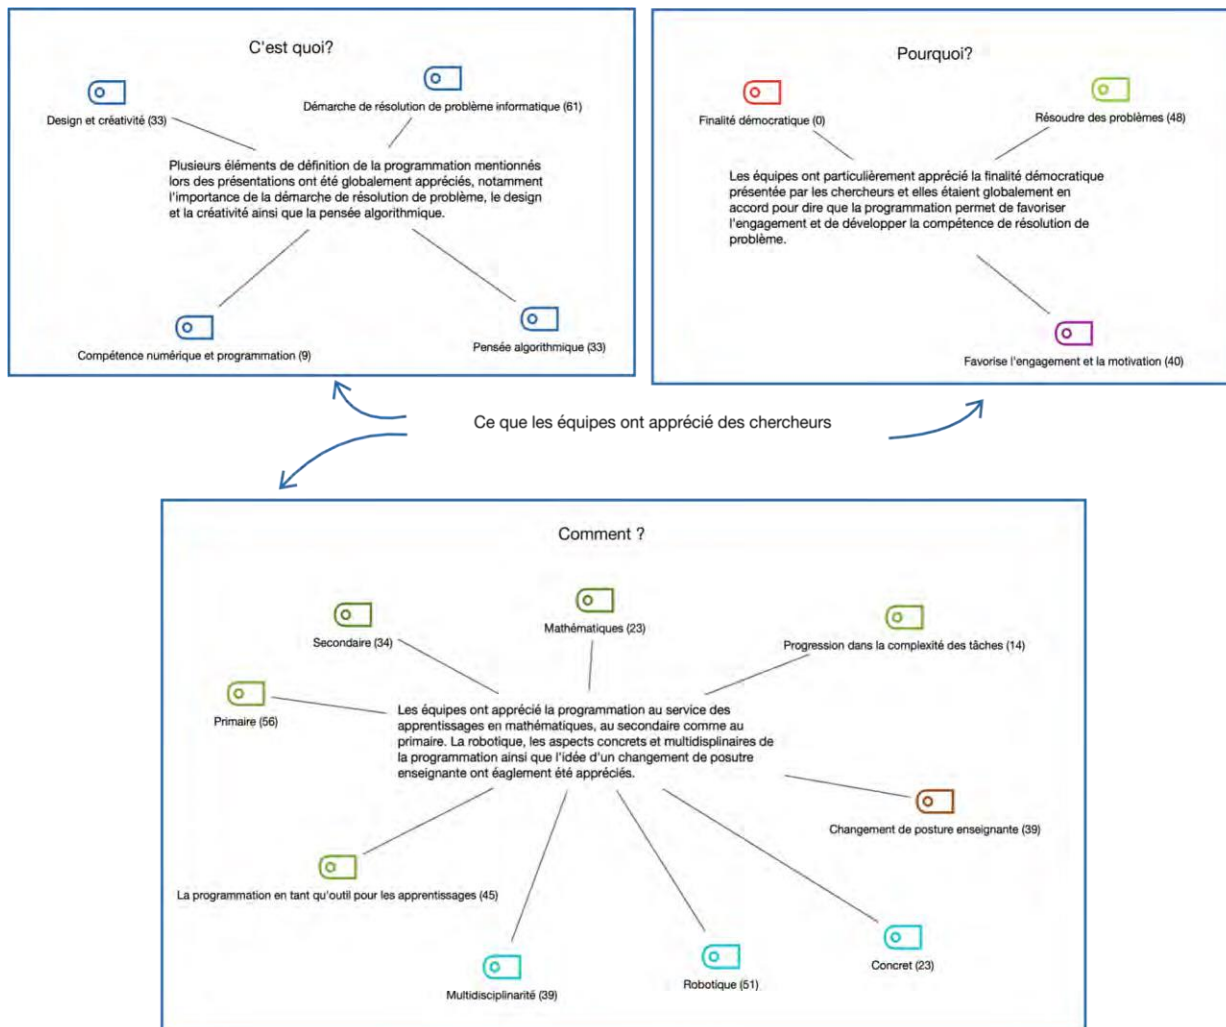 C'est quoi?
Design et créativité (33)
Démarche de résolution de problème informatique (61)
Plusieurs éléments de définition de la programmation mentionnés
lors des présentations ont été globalement appréciés, notamment
l'importance de la démarche de résolution de problème, le design
et la créativité ainsi que la pensée algorithmique.
Compétence numérique et programmation (9)
Pensée algorithmique (33)
Pourquoi?
Finalité démocratique (0)
Résoudre des problèmes (48)
Les équipes ont particulièrement apprécié la finalité démocratique
présentée par les chercheurs et elles étaient globalement en
accord pour dire que la programmation permet de favoriser
l'engagement et de développer la compétence de résolution de
problème.
Favorise l'engagement et la motivation (40)
Ce que les équipes ont apprécié des chercheurs
Comment ?
Secondaire (34)
Mathématiques (23)
Progression dans la complexité des tâches (14)
Primaire (56)
Les équipes ont apprécié la programmation au service des
apprentissages en mathématiques, au secondaire comme au
primaire. La robotique, les aspects concrets et multidisplinaires de
la programmation ainsi que l'idée d'un changement de posutre
enseignante ont éaglement été appréciés.
Changement de posture enseignante (39)
La programmation en tant qu'outil pour les apprentissages (45)
Multidisciplinarité (39)
Robotique (51)
Concret (23)